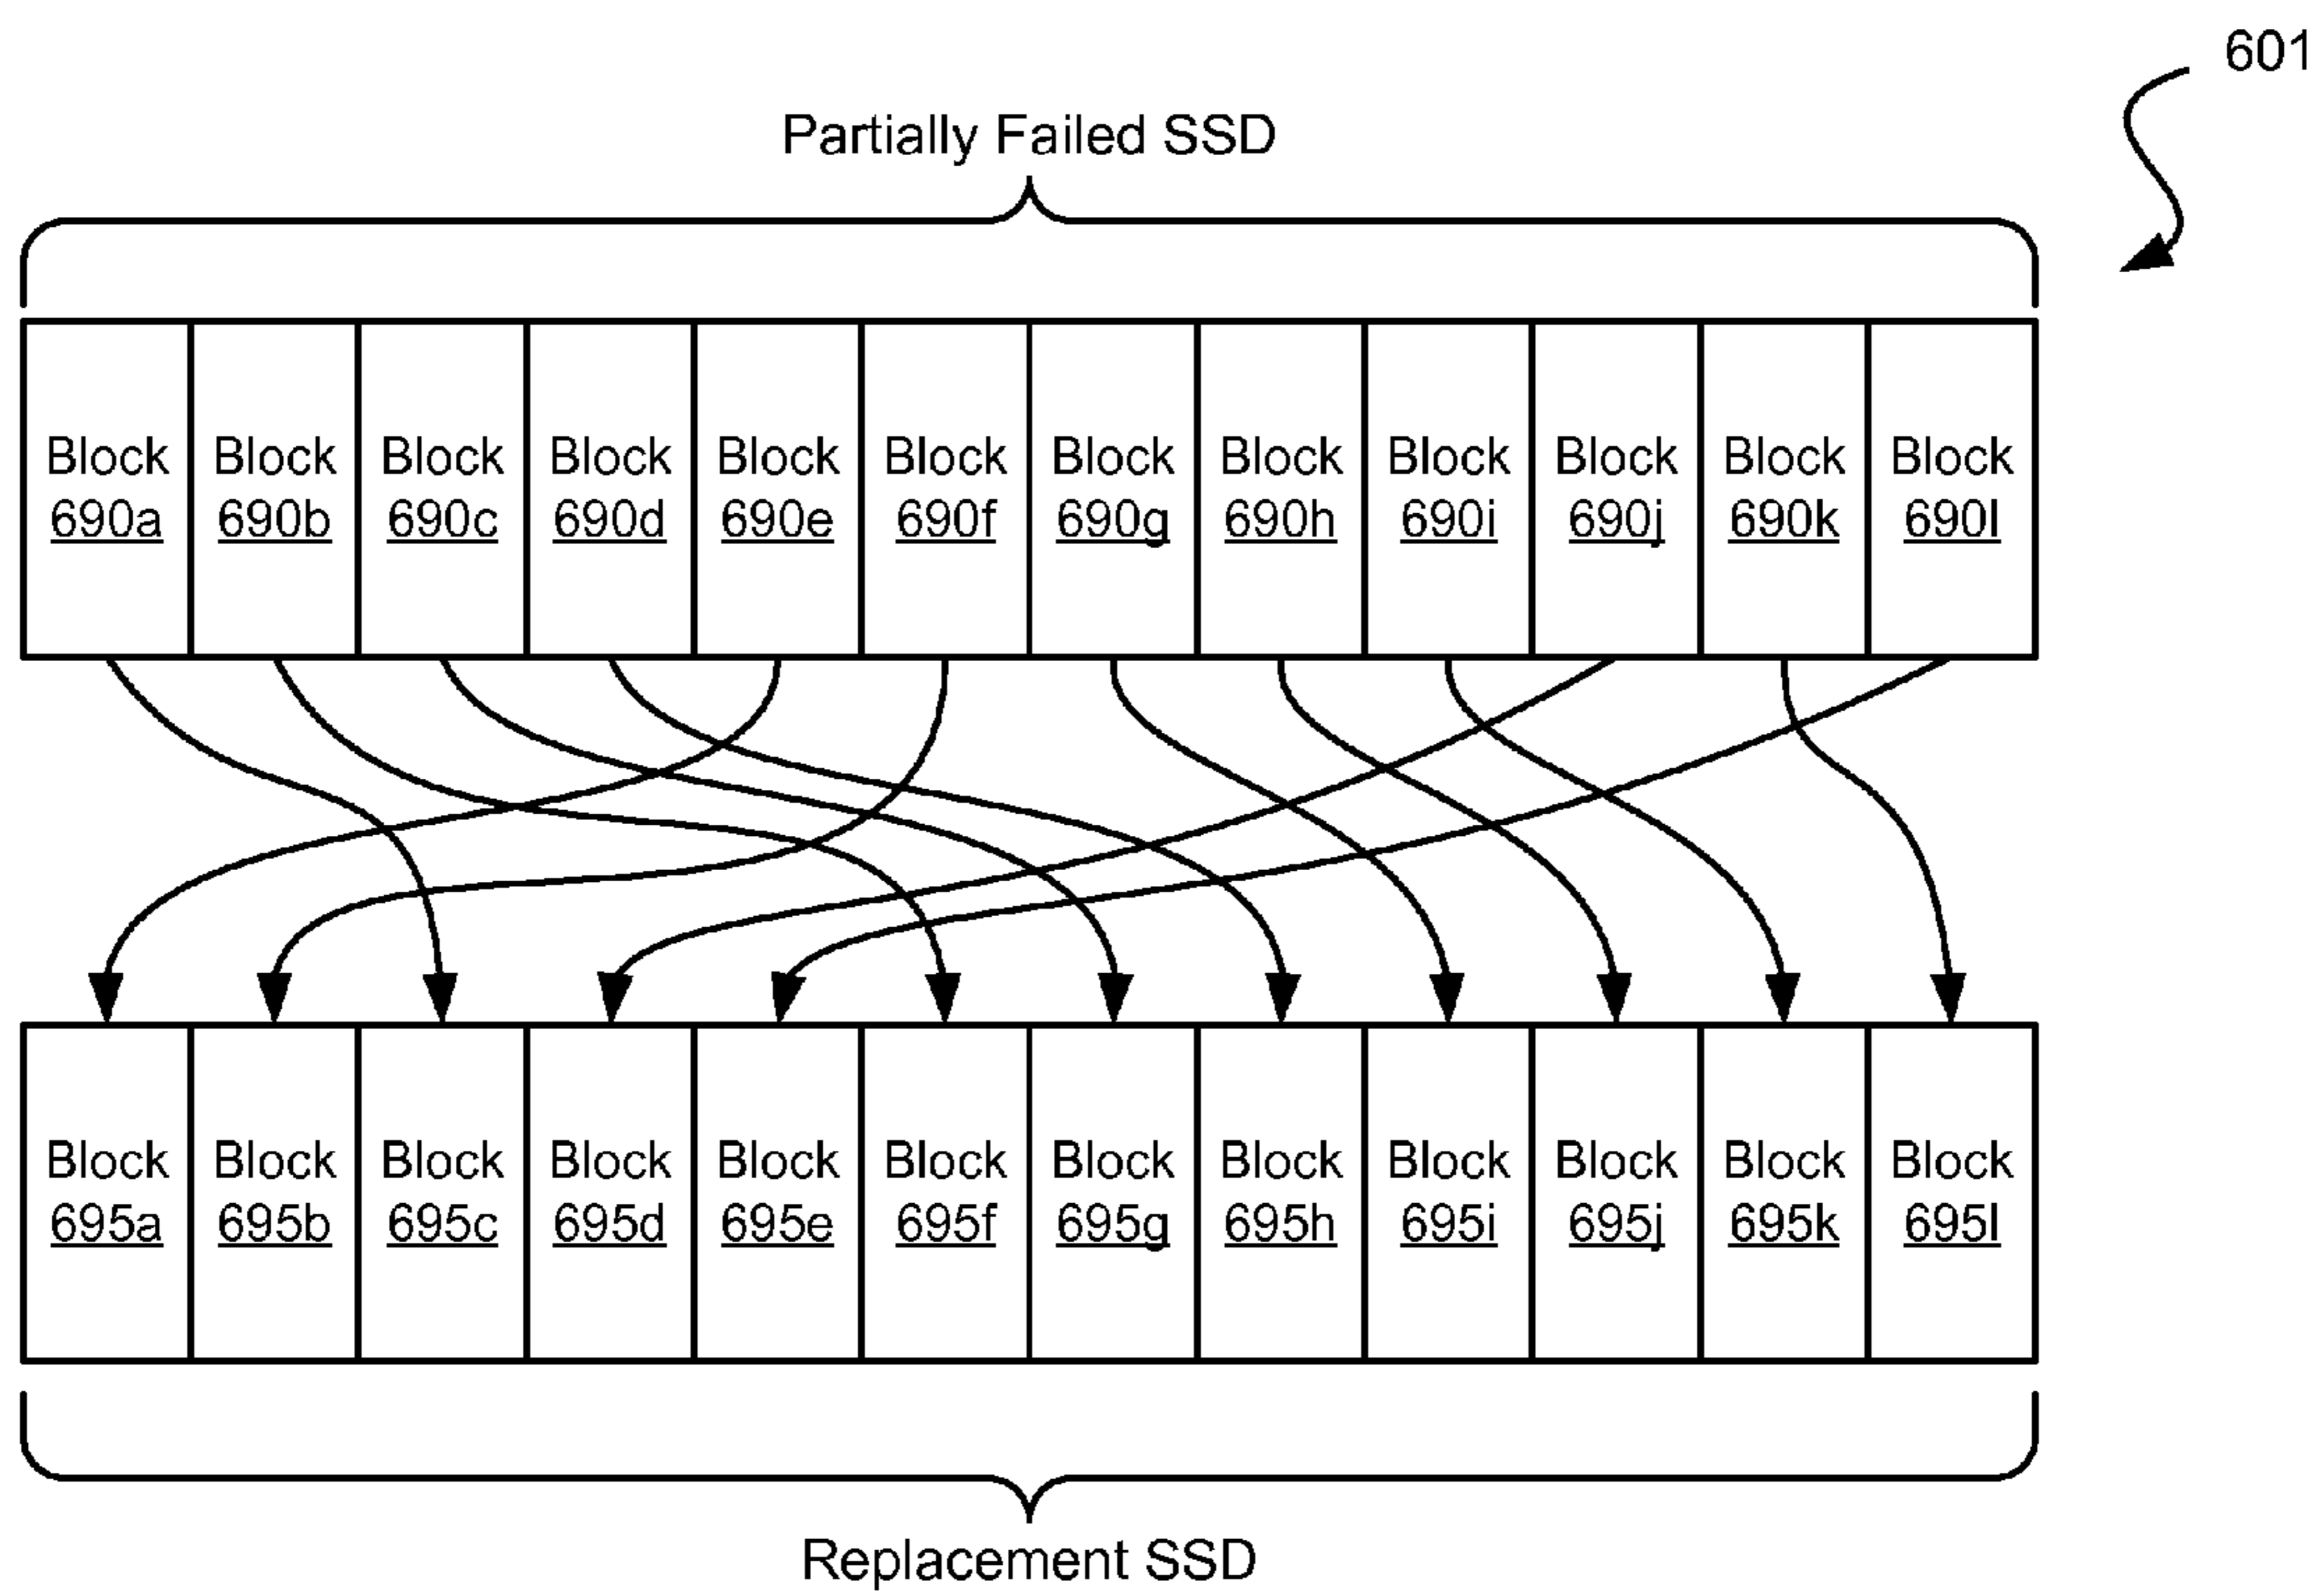 601
Partially Failed SSD
Block Block Block Block Block Block Block Block Block Block Block Block
690a 690b 690c 690d 690e 690f 690g 690h 690i 690j 690k 690l
Block Block Block Block Block Block Block Block Block Block Block Block
695a 695b 695c 695d 695e 695f 695g 695h 695i 695j 695k 695l
Replacement SSD